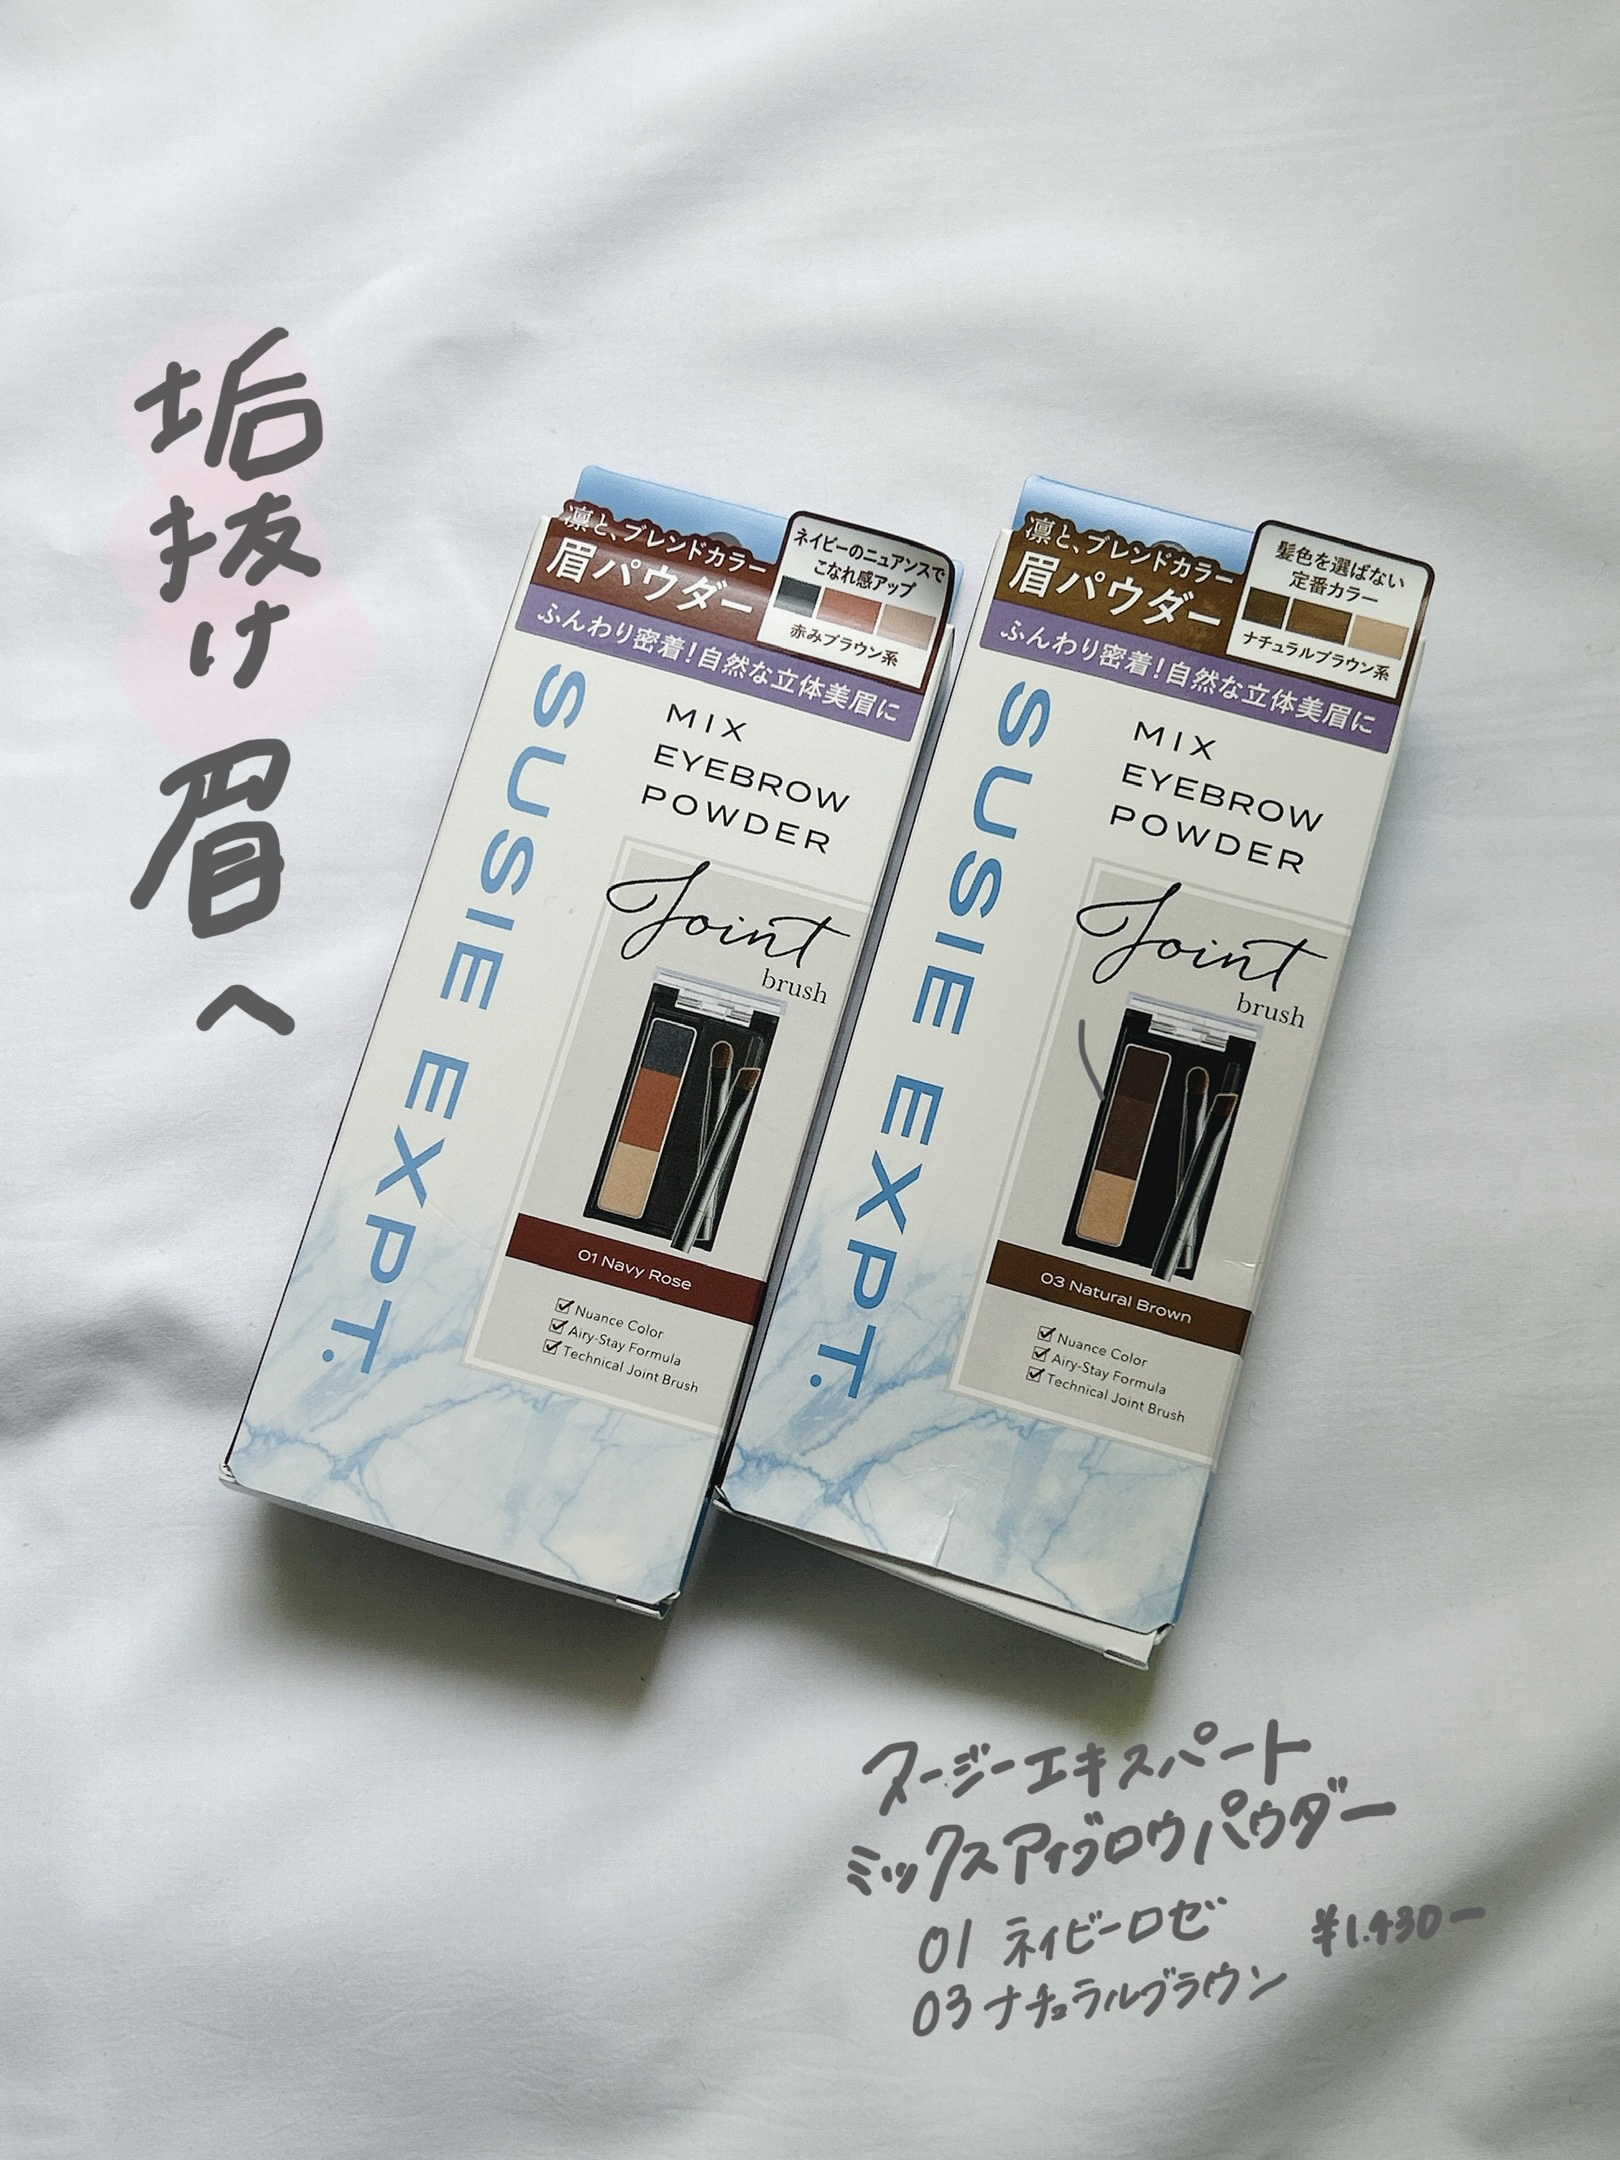 垢抜け眉へ
凛と、ブレンドカラー
眉パウダー
ふんわり密着!自然な立体美眉に
ネイビーのニュアンスで
こなれ感アップ
赤みブラウン系
SUSIE EXPT.
MIX
EYEBROW
POWDER
Joint
brush
01 Navy Rose
Nuance Color
Airy-Stay Formula
Technical Joint Brush
凛と、ブレンドカラー
眉パウダー
ふんわり密着!自然な立体美眉に
髪色を選ばない
定番カラー
ナチュラルブラウン系
SUSIE EXPT.
MIX
EYEBROW
POWDER
Joint
brush
03 Natural Brown
Nuance Color
Airy-Stay Formula
Technical Joint Brush
スージーエキスパート
ミックスアイブロウパウダー
01 ネイビーロゼ ¥1.430ー
03 ナチュラルブラウン